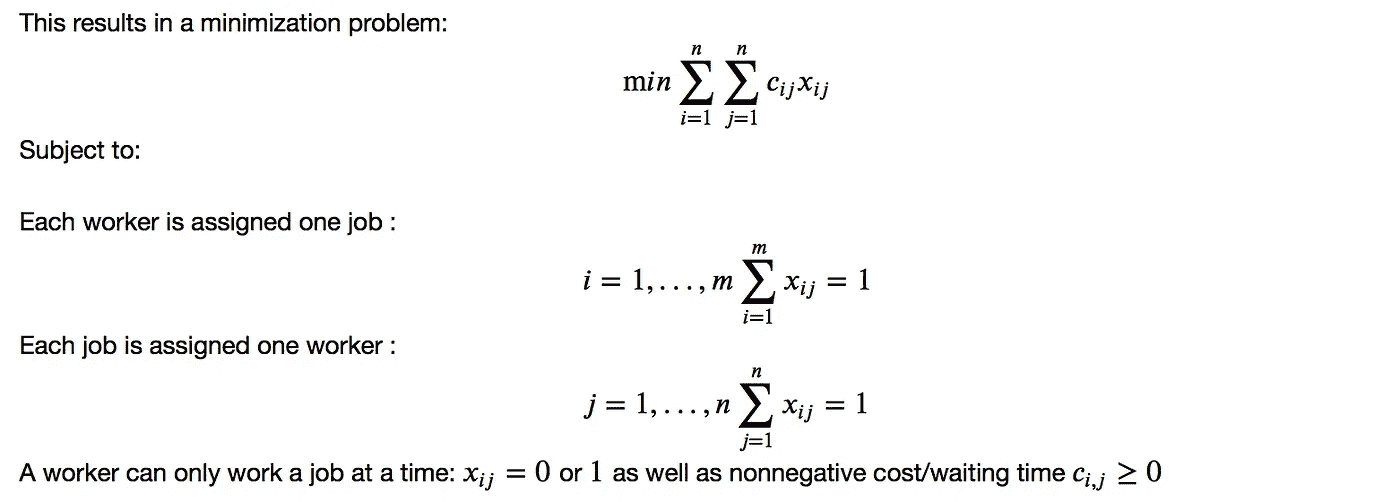 This results in a minimization problem:
min ∑_{i=1}^{n} ∑_{j=1}^{n} c_{ij}x_{ij}
Subject to:
Each worker is assigned one job :
i = 1,...,m ∑_{i=1}^{m} x_{ij} = 1
Each job is assigned one worker :
j = 1,...,n ∑_{j=1}^{n} x_{ij} = 1
A worker can only work a job at a time: x_{ij} = 0 or 1 as well as nonnegative cost/waiting time c_{i,j} ≥ 0